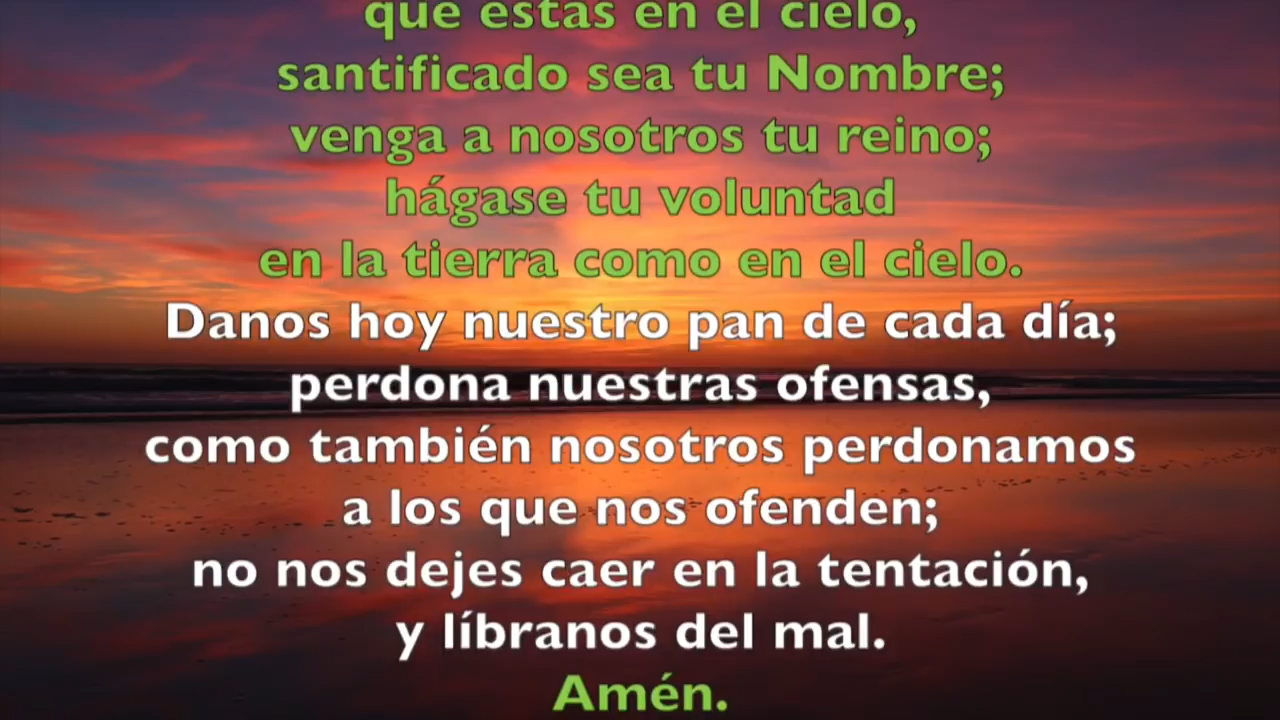 que estás en el cielo,
santificado sea tu Nombre;
venga a nosotros tu reino;
hágase tu voluntad
en la tierra como en el cielo.
Danos hoy nuestro pan de cada día;
perdona nuestras ofensas,
como también nosotros perdonamos
a los que nos ofenden;
no nos dejes caer en la tentación,
y líbranos del mal.
Amén.